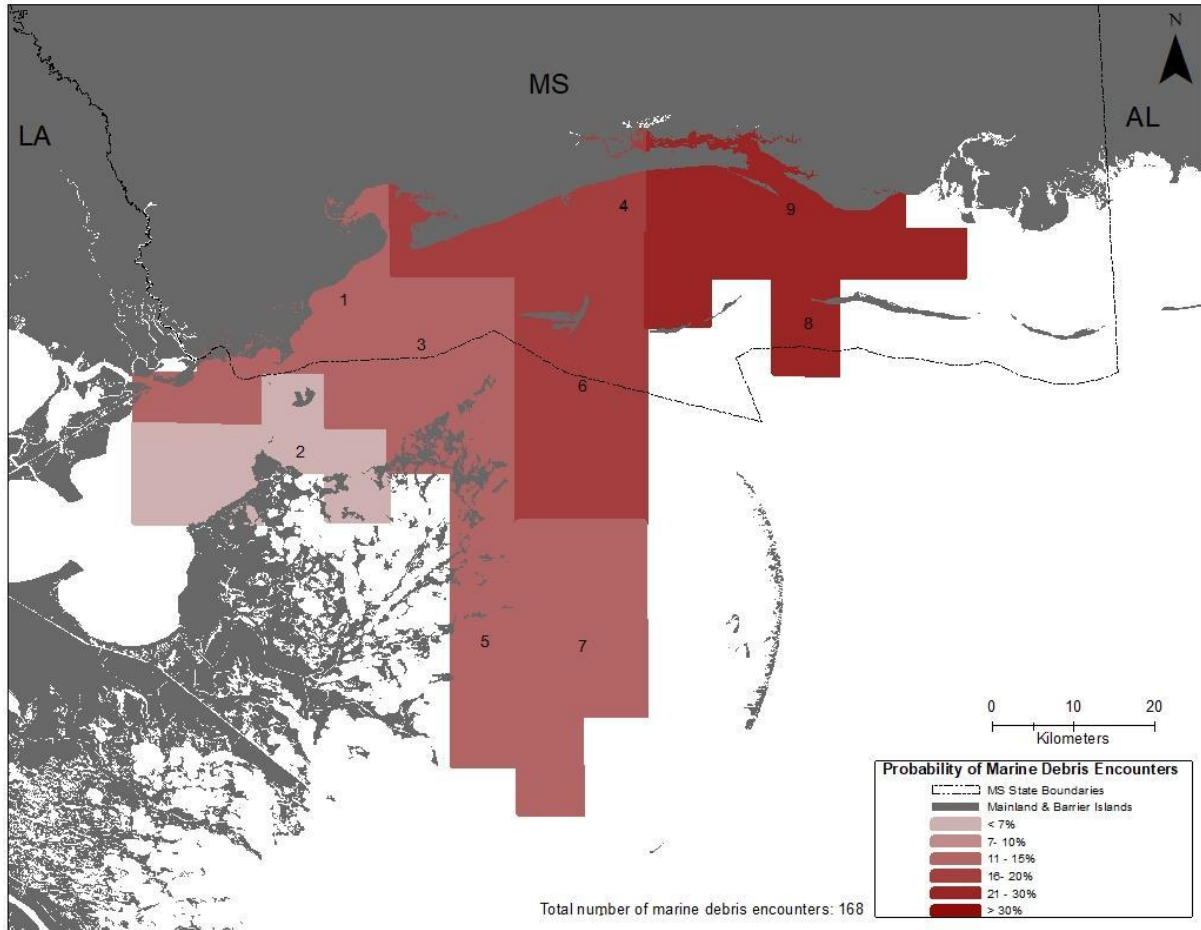 N
MS
LA
AL
4
9
1
8
3
6
2
5
7
0 10 20
Kilometers
Probability of Marine Debris Encounters
MS State Boundaries
Mainland & Barrier Islands
< 7%
7- 10%
11 - 15%
16- 20%
21 - 30%
> 30%
Total number of marine debris encounters: 168